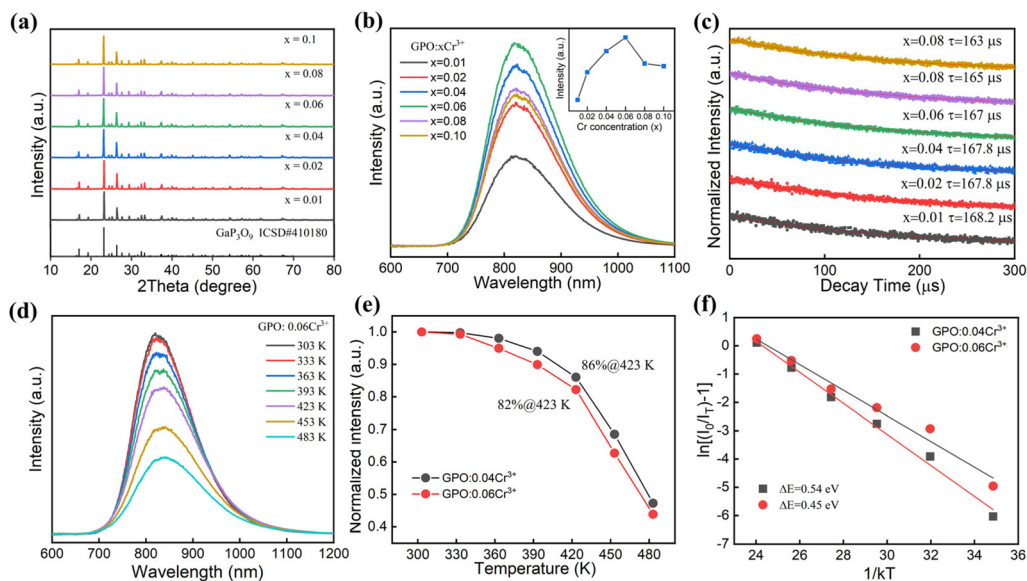 (a)
x = 0.1
x = 0.08
x = 0.06
x = 0.04
x = 0.02
x = 0.01
GaP₃O₉ ICSD#410180
Intensity (a.u.)
10 20 30 40 50 60 70 80
2Theta (degree)
(b)
GPO:xCr³⁺
x=0.01
x=0.02
x=0.04
x=0.06
x=0.08
x=0.10
Intensity (a.u.)
600 700 800 900 1000 1100
Wavelength (nm)
Intensity (a.u.)
0.02 0.04 0.06 0.08 0.10
Cr concentration (x)
(c)
x=0.08 τ=163 μs
x=0.08 τ=165 μs
x=0.06 τ=167 μs
x=0.04 τ=167.8 μs
x=0.02 τ=167.8 μs
x=0.01 τ=168.2 μs
Normalized Intensity (a.u.)
0 100 200 300
Decay Time (μs)
(d)
GPO: 0.06Cr³⁺
303 K
333 K
363 K
393 K
423 K
453 K
483 K
Intensity (a.u.)
600 700 800 900 1000 1100 1200
Wavelength (nm)
(e)
1.0
0.9
0.8
0.7
0.6
0.5
0.4
86%@423 K
82%@423 K
GPO:0.04Cr³⁺
GPO:0.06Cr³⁺
Normalized intensity (a.u.)
300 330 360 390 420 450 480
Temperature (K)
(f)
1
0
-1
-2
-3
-4
-5
-6
GPO:0.04Cr³⁺
GPO:0.06Cr³⁺
ΔE=0.54 eV
ΔE=0.45 eV
ln[(I₀/I_T)-1]
24 26 28 30 32 34 36
1/kT